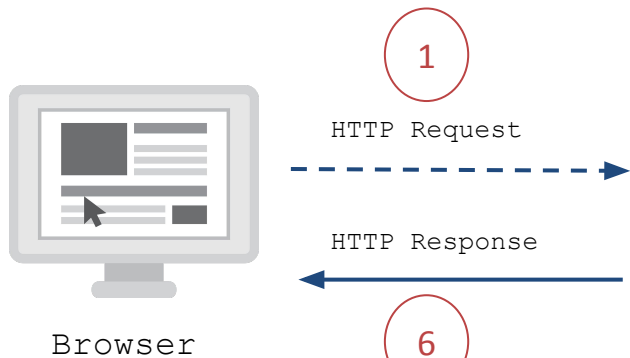 1
HTTP Request
HTTP Response
Browser
6